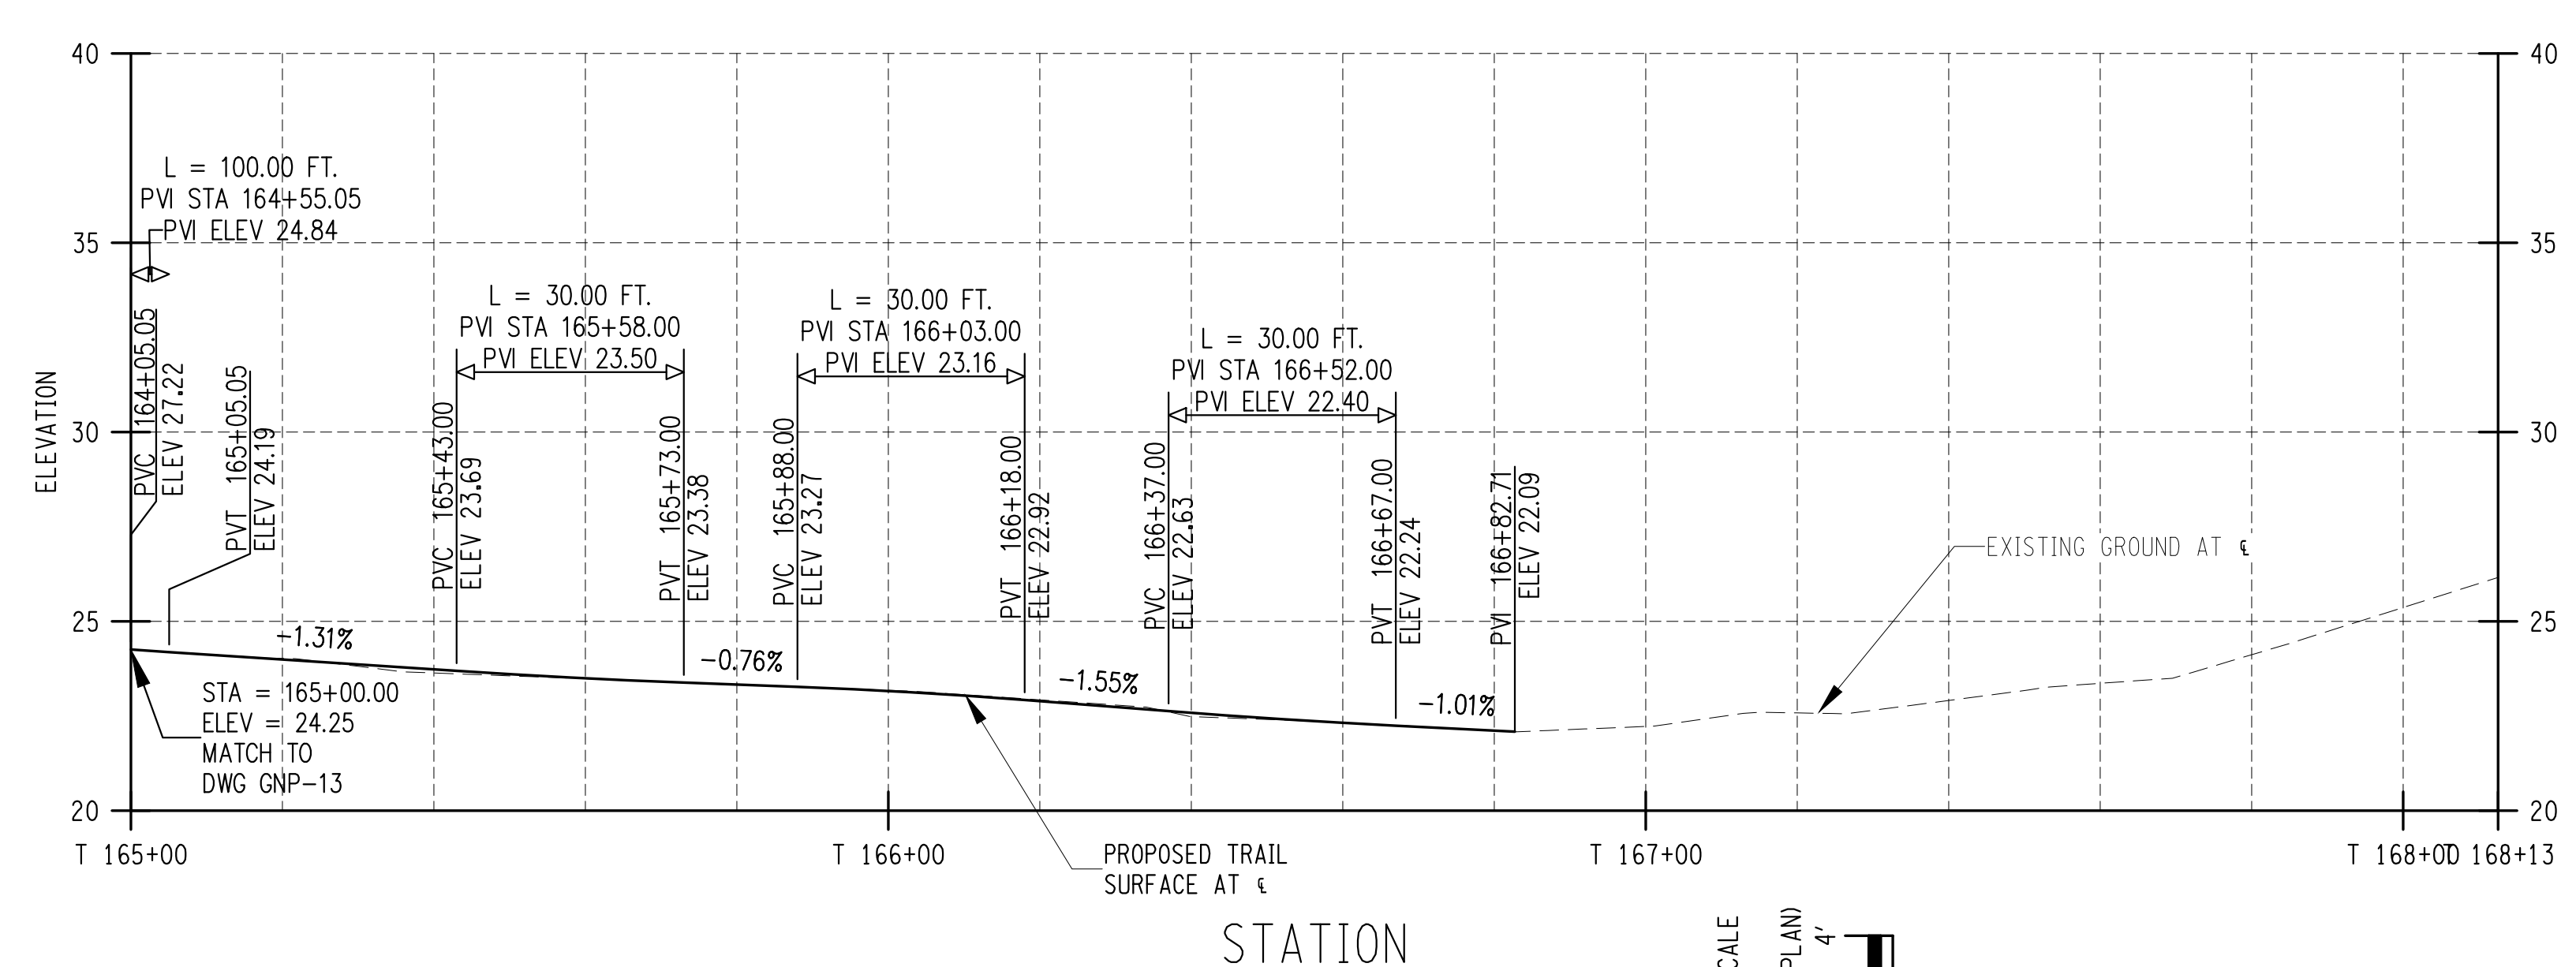 40
40
L = 100.00 FT.
PVI STA 164+55.05
PVI ELEV 24.84
35
35
L = 30.00 FT.
PVI STA 165+58.00
PVI ELEV 23.50
L = 30.00 FT.
PVI STA 166+03.00
PVI ELEV 23.16
L = 30.00 FT.
PVI STA 166+52.00
PVI ELEV 22.40
ELEVATION
30
30
PVC 164+05.05
ELEV 27.22
PVT 165+05.05
ELEV 24.19
PVC 165+43.00
ELEV 23.69
PVT 165+73.00
ELEV 23.38
PVC 165+88.00
ELEV 23.27
PVT 166+18.00
ELEV 22.92
PVC 166+37.00
ELEV 22.63
PVT 166+67.00
ELEV 22.24
PVI 166+82.71
ELEV 22.09
EXISTING GROUND AT ℄
25
25
-1.31%
-0.76%
-1.55%
-1.01%
STA = 165+00.00
ELEV = 24.25
MATCH TO
DWG GNP-13
20
20
T 165+00
T 166+00
T 167+00
T 168+00
T 168+13
PROPOSED TRAIL
SURFACE AT ℄
STATION
CALE
PLAN)
4'